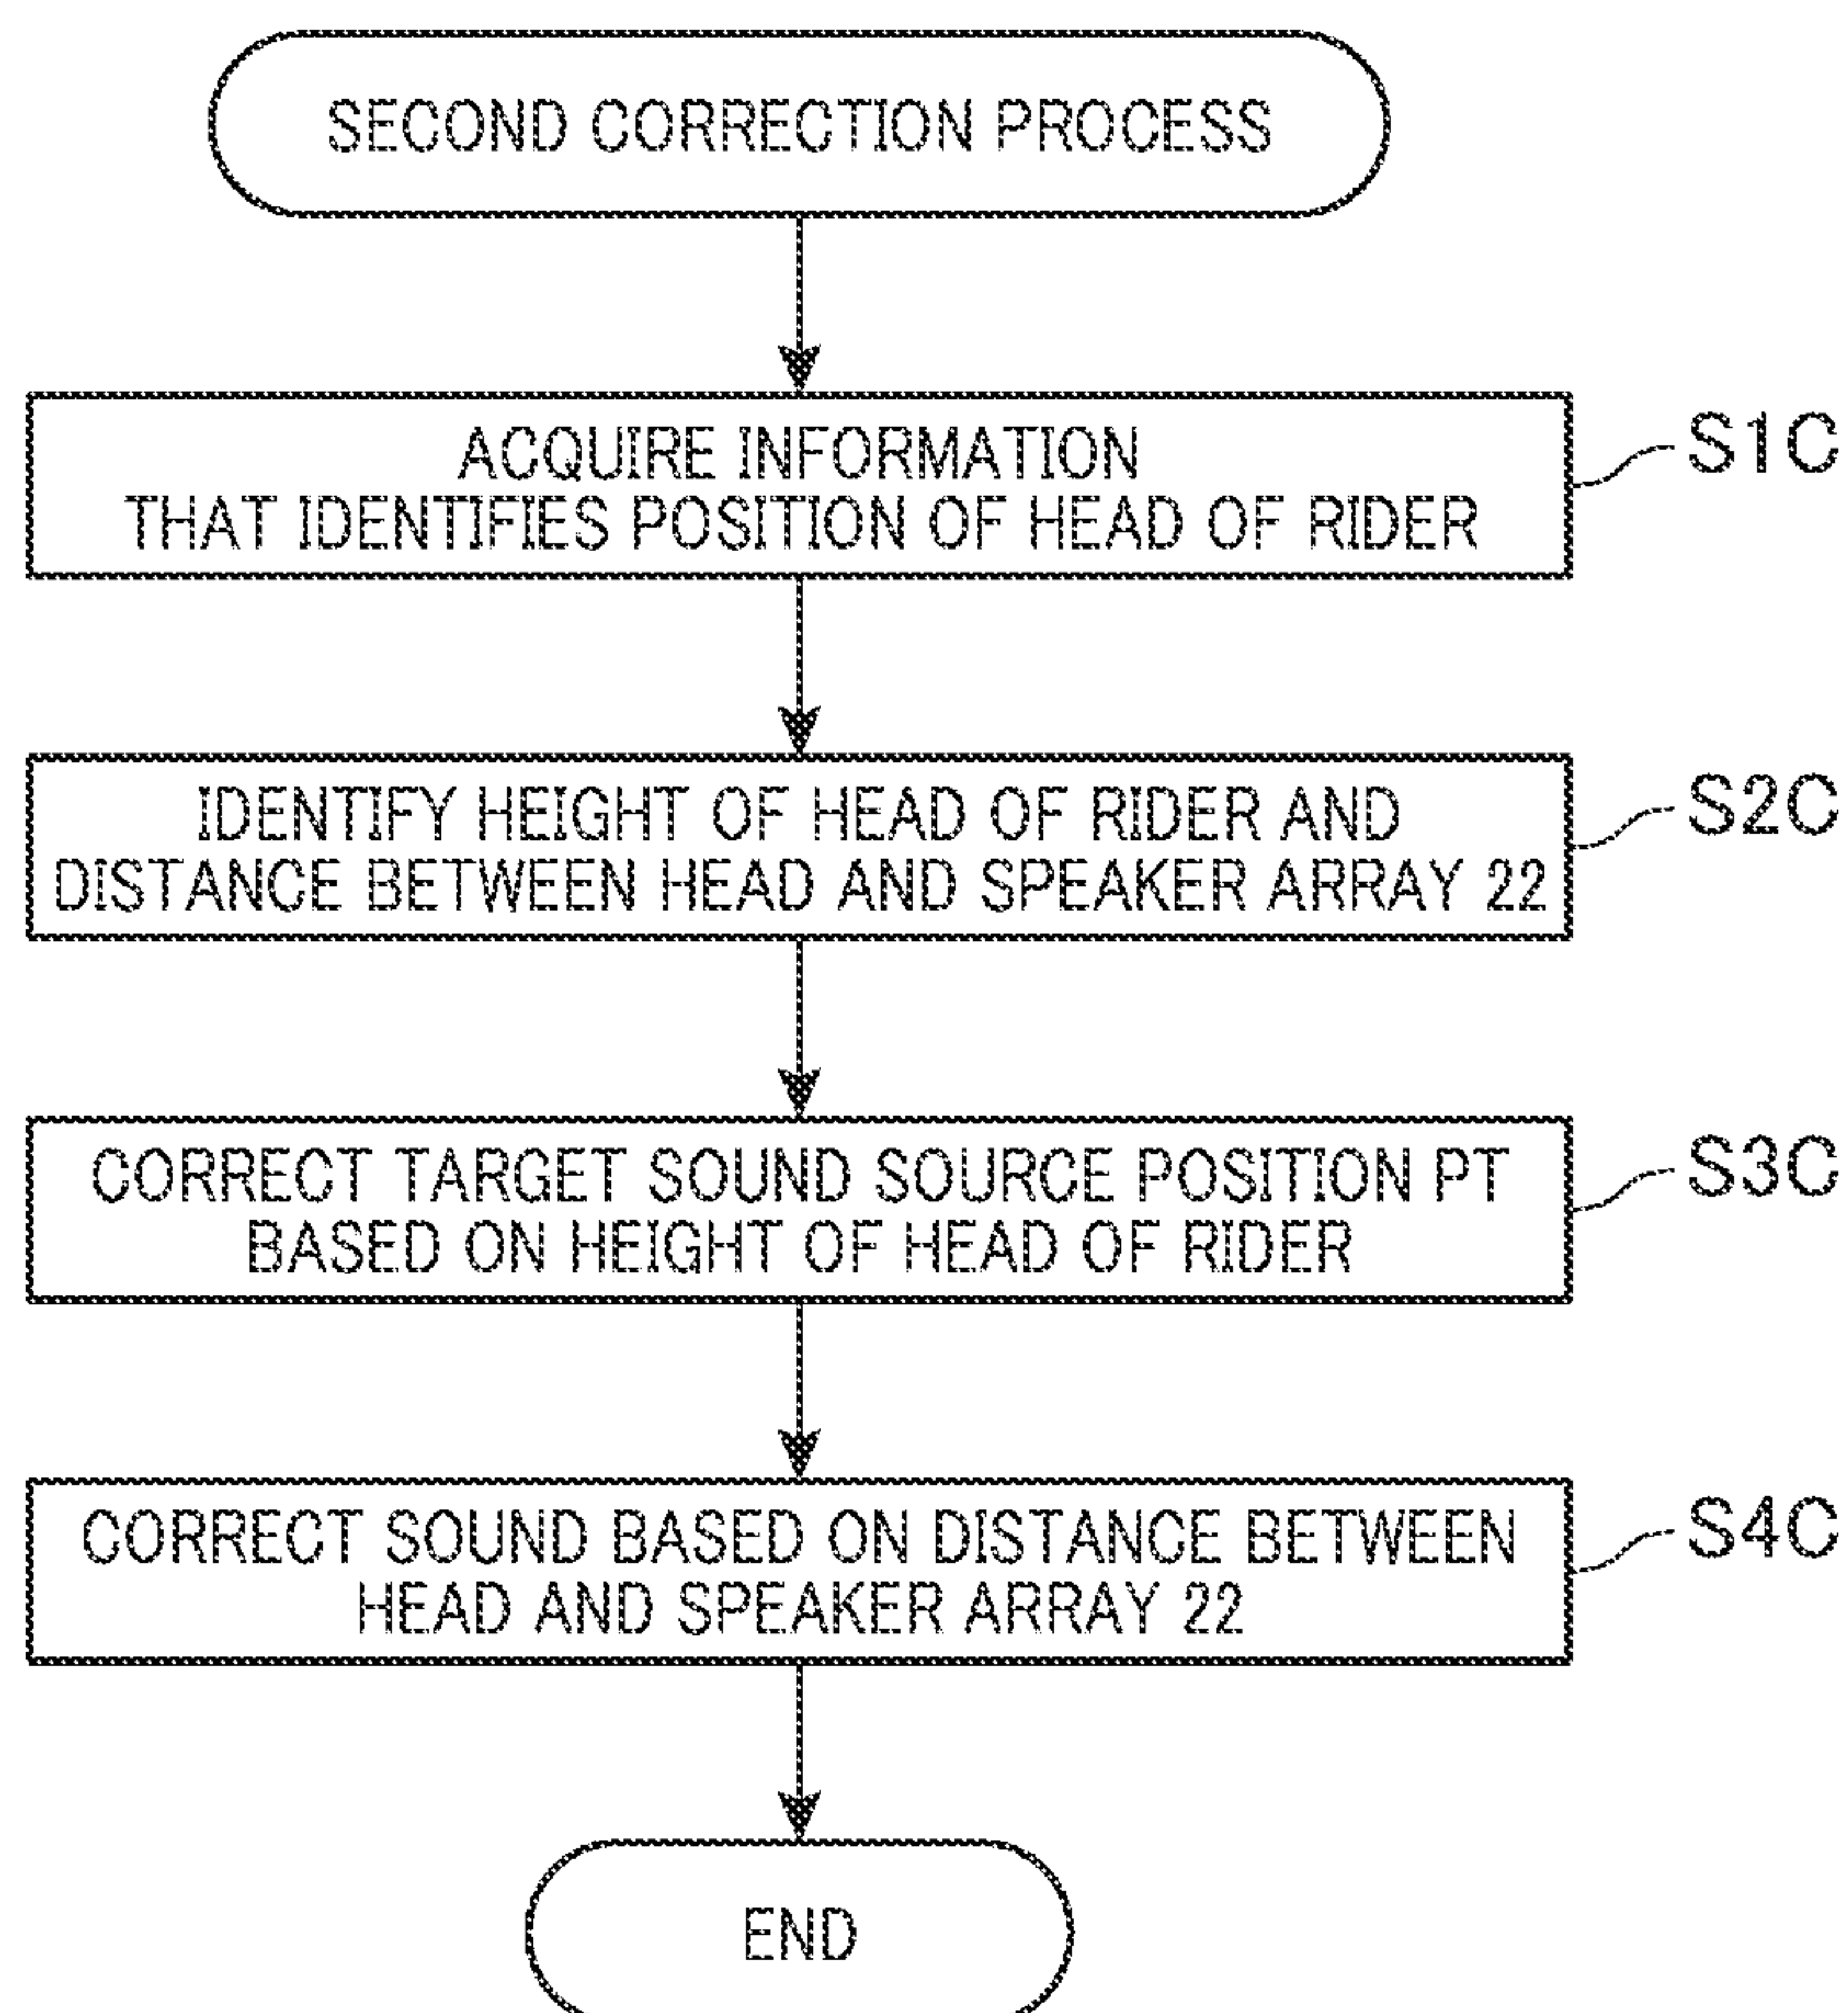 SECOND CORRECTION PROCESS
ACQUIRE INFORMATION
THAT IDENTIFIES POSITION OF HEAD OF RIDER
S1C
IDENTIFY HEIGHT OF HEAD OF RIDER AND
DISTANCE BETWEEN HEAD AND SPEAKER ARRAY 22
S2C
CORRECT TARGET SOUND SOURCE POSITION PT
BASED ON HEIGHT OF HEAD OF RIDER
S3C
CORRECT SOUND BASED ON DISTANCE BETWEEN
HEAD AND SPEAKER ARRAY 22
S4C
END